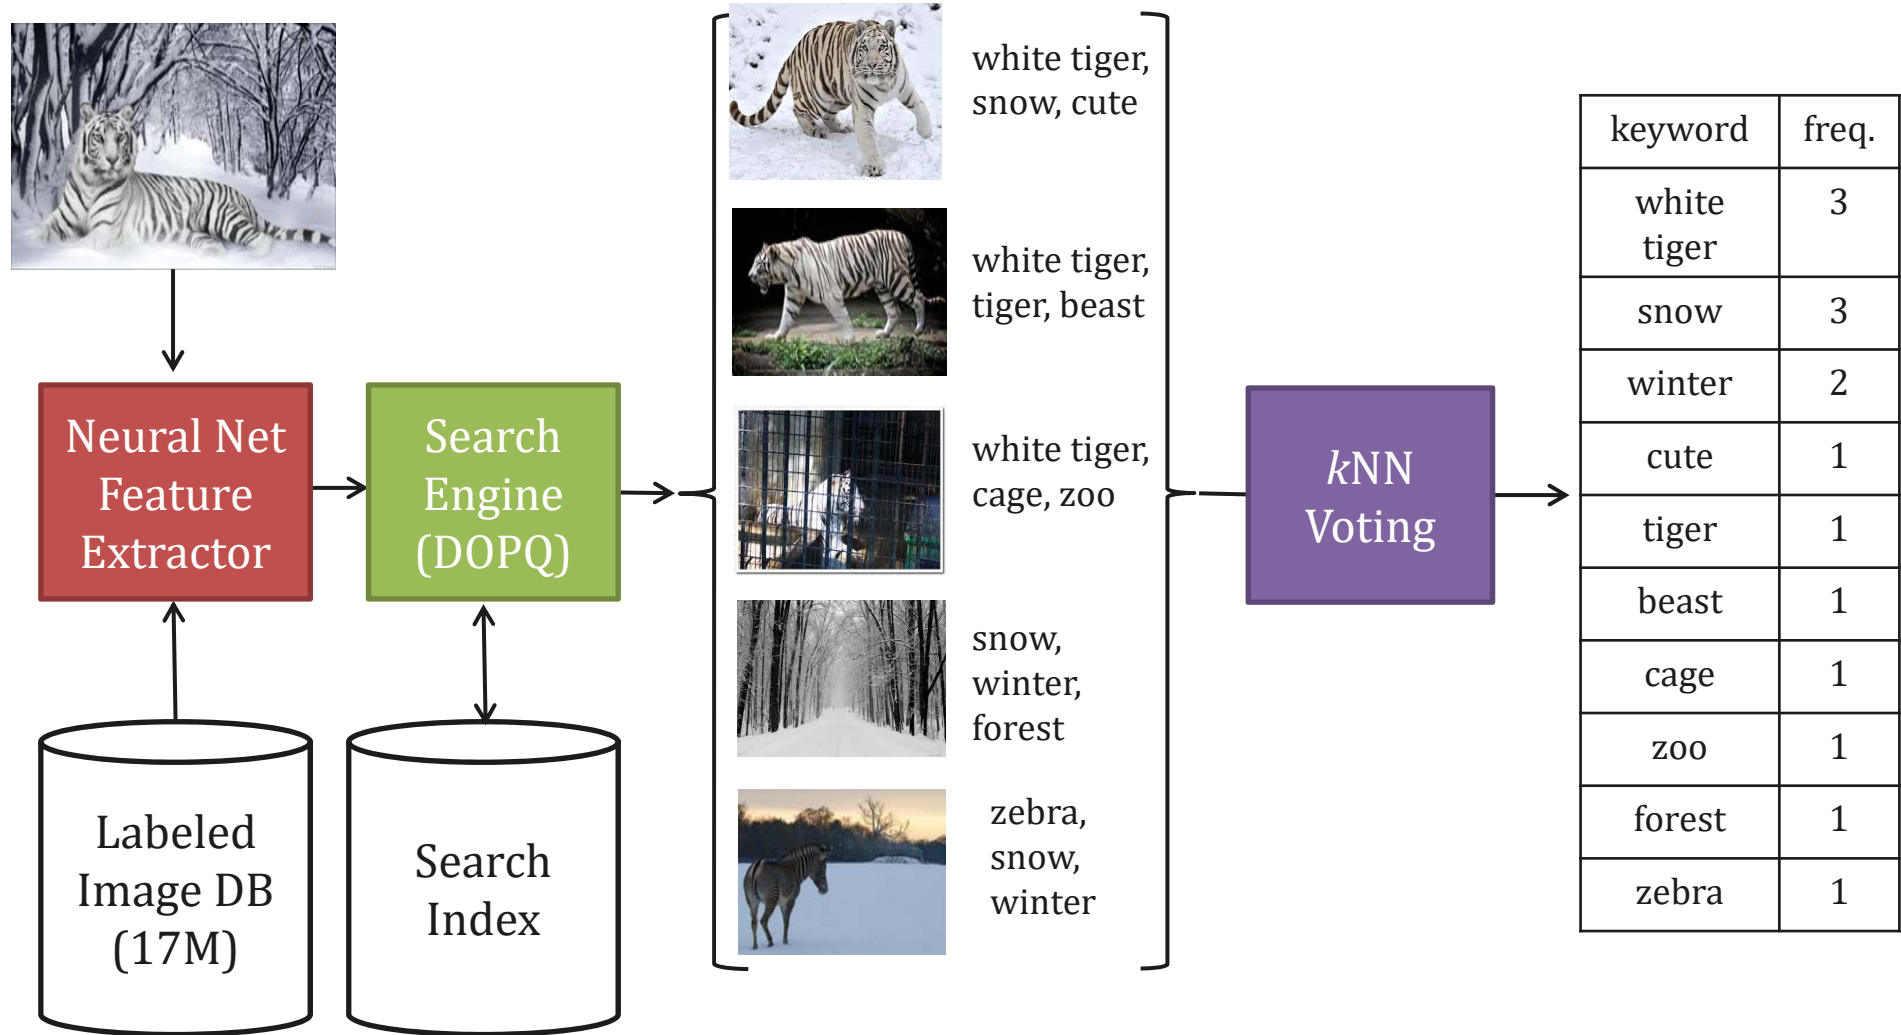 Neural Net
Feature
Extractor
Labeled
Image DB
(17M)
Search
Engine
(DOPQ)
Search
Index
white tiger,
snow, cute
white tiger,
tiger, beast
white tiger,
cage, zoo
snow,
winter,
forest
zebra,
snow,
winter
kNN
Voting
keyword freq.
white
tiger 3
snow 3
winter 2
cute 1
tiger 1
beast 1
cage 1
zoo 1
forest 1
zebra 1